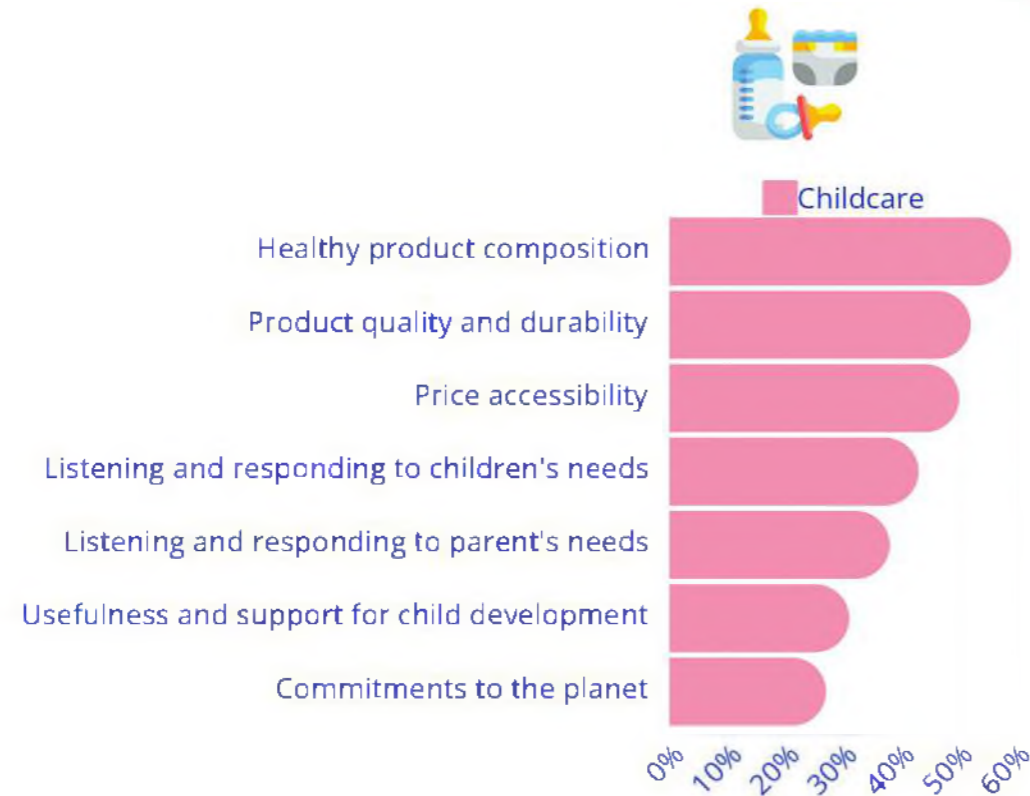 Childcare
Healthy product composition
Product quality and durability
Price accessibility
Listening and responding to children's needs
Listening and responding to parent's needs
Usefulness and support for child development
Commitments to the planet
0% 10% 20% 30% 40% 50% 60%